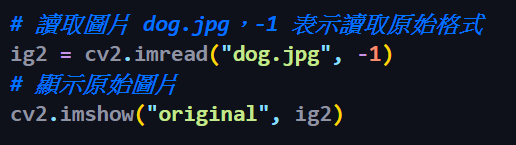 # 讀取圖片 dog.jpg，-1 表示讀取原始格式
ig2 = cv2.imread("dog.jpg", -1)
# 顯示原始圖片
cv2.imshow("original", ig2)